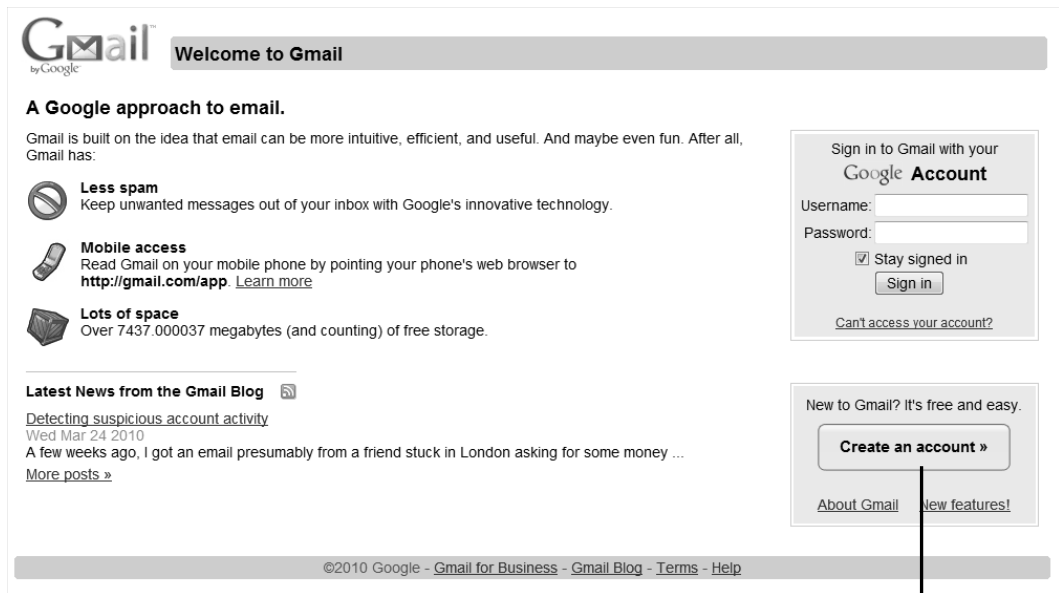 Gmail™
by Google
Welcome to Gmail
A Google approach to email.
Gmail is built on the idea that email can be more intuitive, efficient, and useful. And maybe even fun. After all,
Gmail has:
Less spam
Keep unwanted messages out of your inbox with Google's innovative technology.
Mobile access
Read Gmail on your mobile phone by pointing your phone's web browser to
http://gmail.com/app. Learn more
Lots of space
Over 7437.000037 megabytes (and counting) of free storage.
Latest News from the Gmail Blog
Detecting suspicious account activity
Wed Mar 24 2010
A few weeks ago, I got an email presumably from a friend stuck in London asking for some money ...
More posts »
Sign in to Gmail with your
Google Account
Username:
Password:
Stay signed in
Sign in
Can't access your account?
New to Gmail? It's free and easy.
Create an account »
About Gmail New features!
©2010 Google - Gmail for Business - Gmail Blog - Terms - Help